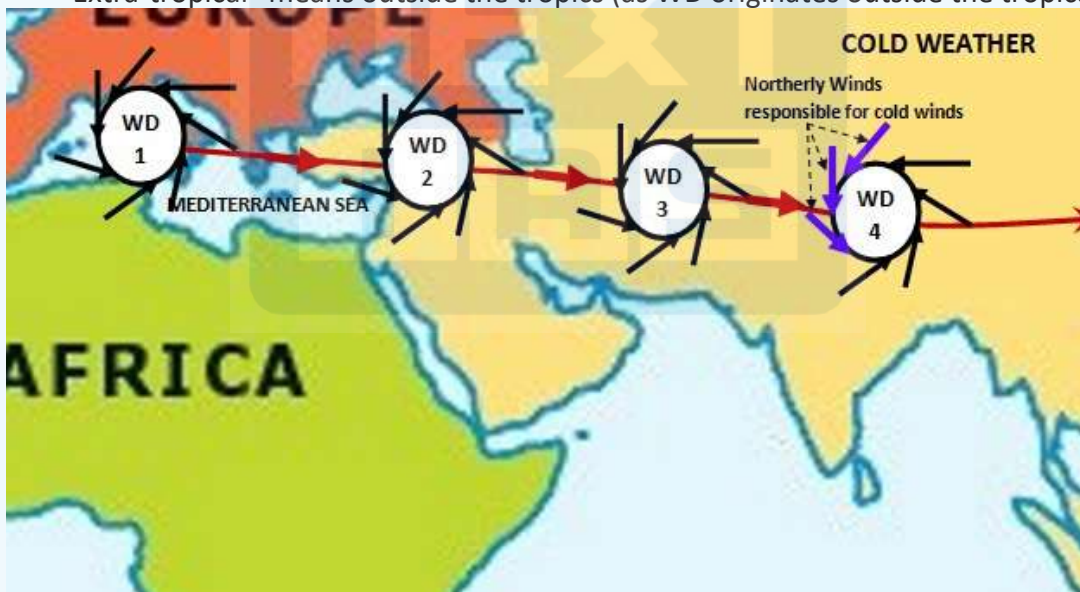 "Extra-tropical" means outside the tropics (as WD originates outside the tropics
EUROPE
COLD WEATHER
Northerly Winds
responsible for cold winds
WD
1
WD
2
WD
3
WD
4
MEDITERRANEAN SEA
AFRICA